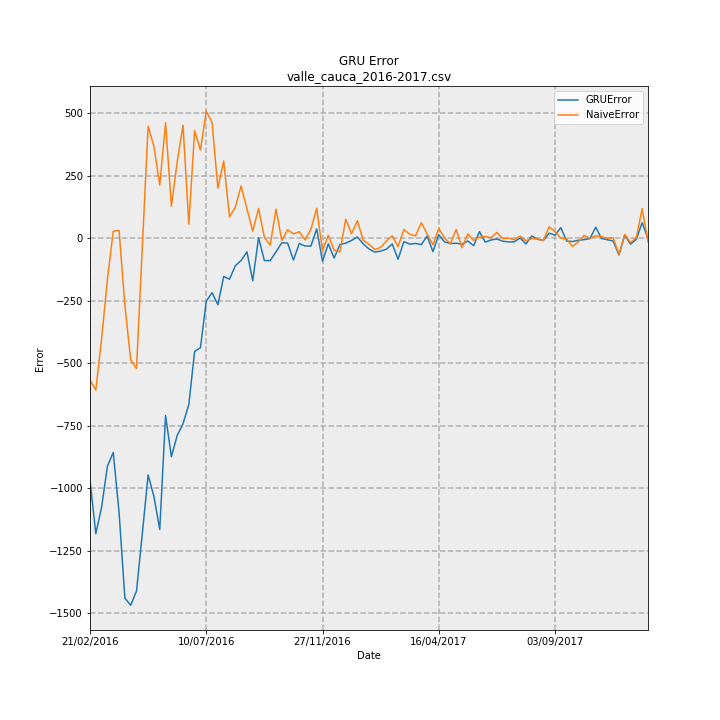 GRU Error
valle_cauca_2016-2017.csv
GRUError
NaiveError
500
250
0
−250
−500
−750
−1000
−1250
−1500
Error
21/02/2016 10/07/2016 27/11/2016 16/04/2017 03/09/2017
Date